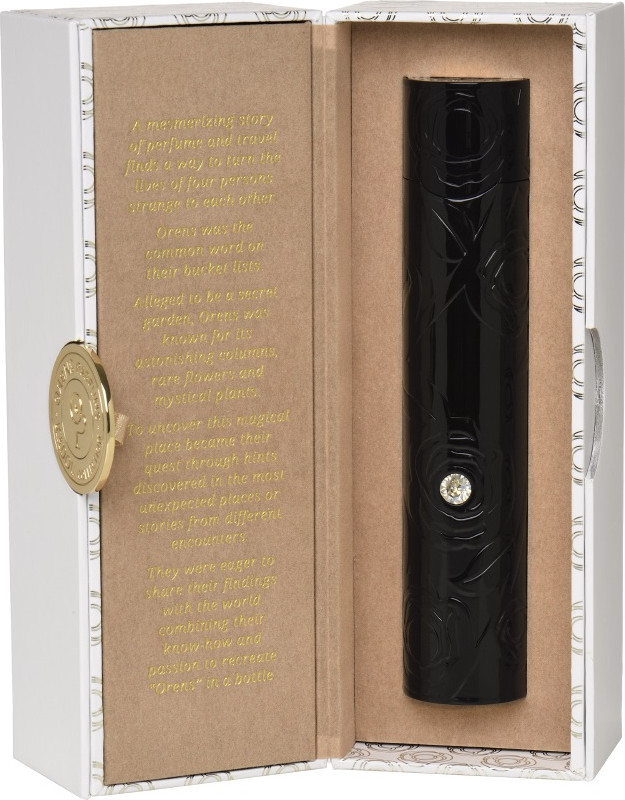 A mesmerizing story
of perfume and travel
finds a way to turn the
lives of four persons
strange to each other
Orens was the
common word on
their bucket lists
Alleged to be a secret
garden, Orens was
known for its
astonishing columns,
rare flowers and
mystical plants
To uncover this magical
place became their
quest through hints
discovered in the most
unexpected places or
stories from different
encounters
They were eager to
share their findings
with the world
combining their
know-how and
passion to recreate
"Orens" in a bottle